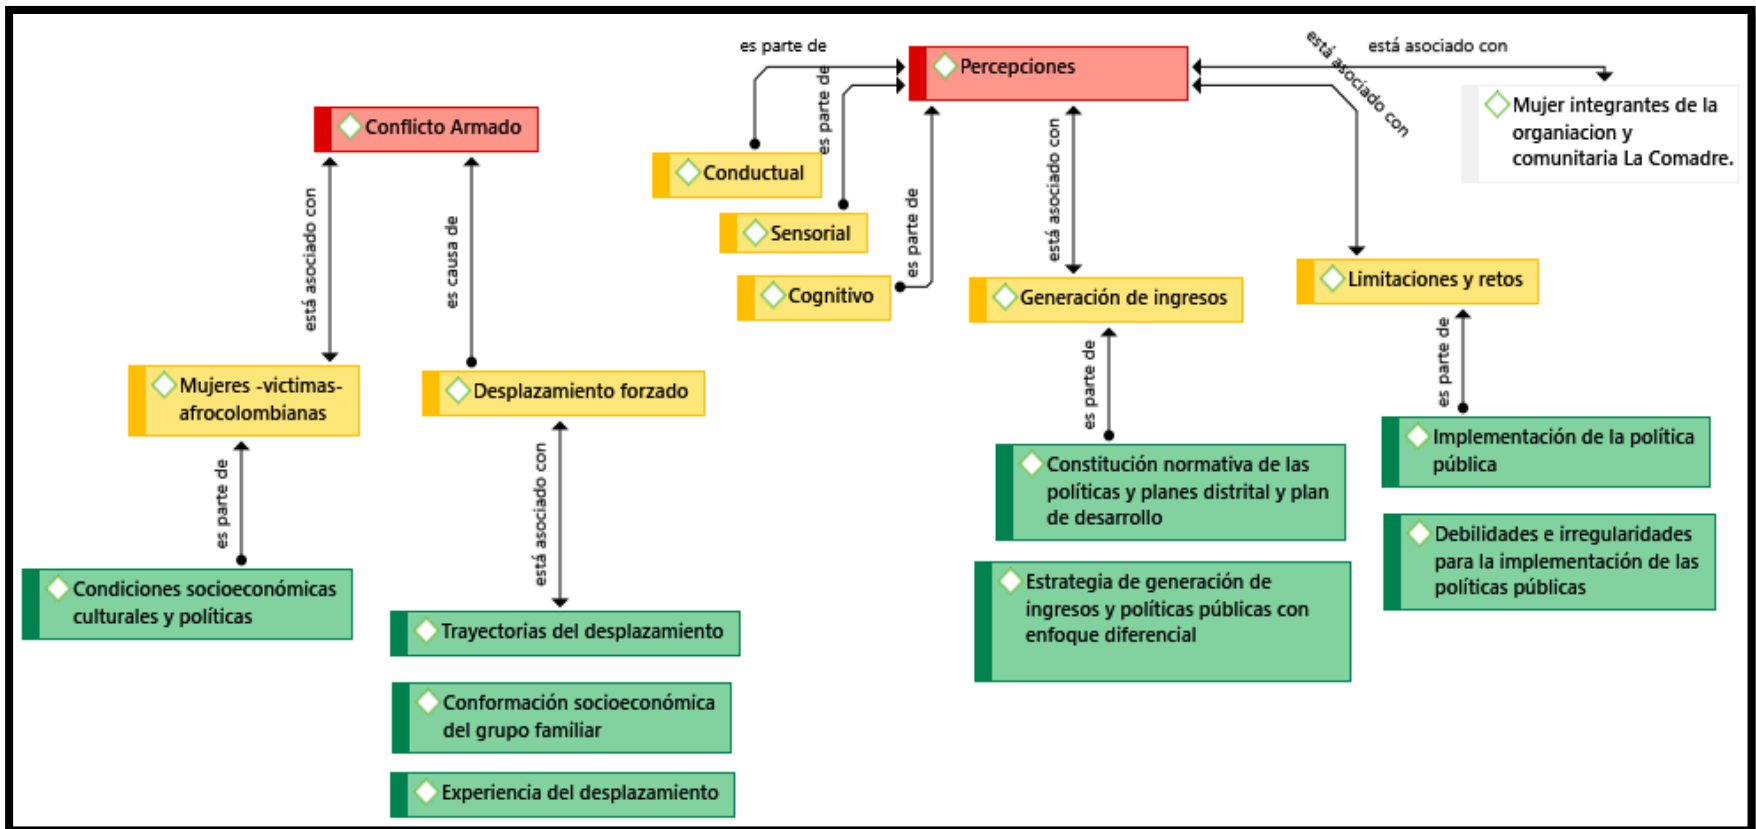 es parte de
está asociado con
está asociado con
Percepciones
es parte de
Mujer integrantes de la
organiacion y
comunitaria La Comadre.
Conflicto Armado
Conductual
está asociado con
es causa de
Sensorial
es parte de
está asociado con
Cognitivo
Generación de ingresos
Limitaciones y retos
Mujeres -victimas-
afrocolombianas
Desplazamiento forzado
es parte de
es parte de
es parte de
está asociado con
Constitución normativa de las
políticas y planes distrital y plan
de desarrollo
Implementación de la política
pública
Condiciones socioeconómicas
culturales y políticas
Estrategia de generación de
ingresos y políticas públicas con
enfoque diferencial
Debilidades e irregularidades
para la implementación de las
políticas públicas
Trayectorias del desplazamiento
Conformación socioeconómica
del grupo familiar
Experiencia del desplazamiento